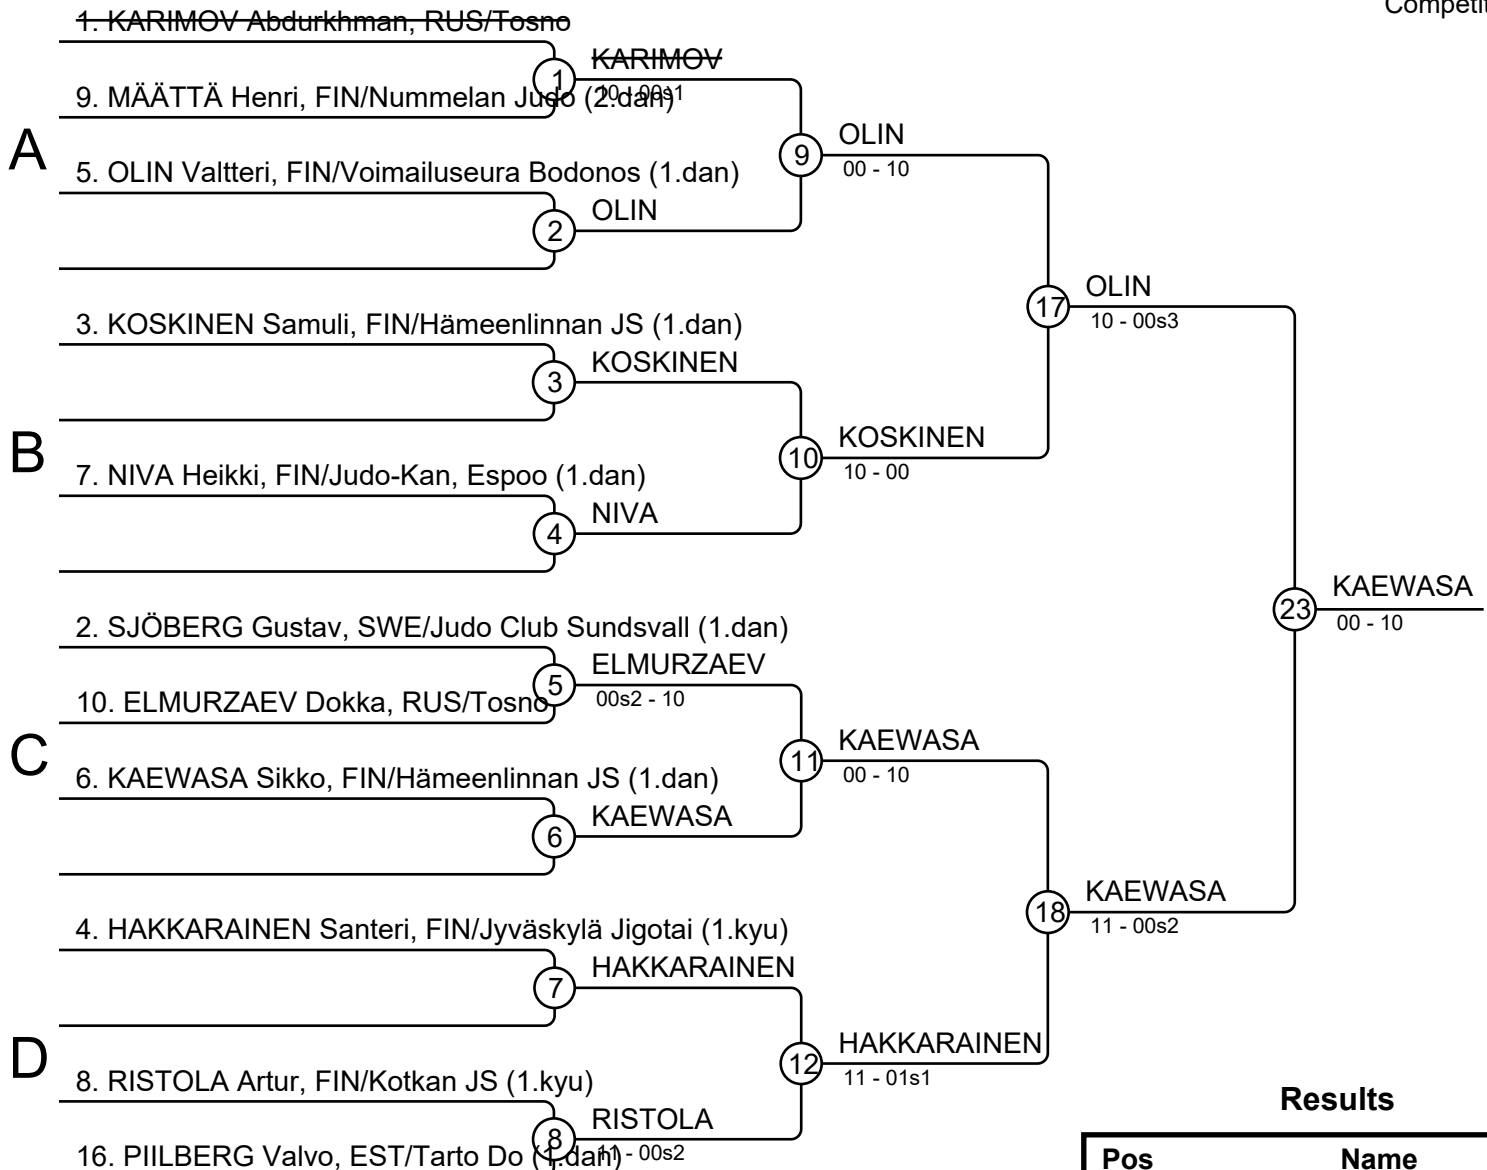 Competit
1. KARIMOV Abdurkhman, RUS/Tosno
KARIMOV
1
10 - 00s1
9. MÄÄTTÄ Henri, FIN/Nummelan Judo (2.dan)
A
OLIN
9
00 - 10
5. OLIN Valtteri, FIN/Voimailuseura Bodonos (1.dan)
OLIN
2
OLIN
17
10 - 00s3
3. KOSKINEN Samuli, FIN/Hämeenlinnan JS (1.dan)
KOSKINEN
3
B
KOSKINEN
10
10 - 00
7. NIVA Heikki, FIN/Judo-Kan, Espoo (1.dan)
NIVA
4
KAEWASA
23
00 - 10
2. SJÖBERG Gustav, SWE/Judo Club Sundsvall (1.dan)
ELMURZAEV
5
00s2 - 10
10. ELMURZAEV Dokka, RUS/Tosno
C
KAEWASA
11
00 - 10
6. KAEWASA Sikko, FIN/Hämeenlinnan JS (1.dan)
KAEWASA
6
KAEWASA
18
11 - 00s2
4. HAKKARAINEN Santeri, FIN/Jyväskylä Jigotai (1.kyu)
HAKKARAINEN
7
D
HAKKARAINEN
12
11 - 01s1
8. RISTOLA Artur, FIN/Kotkan JS (1.kyu)
RISTOLA
8
11 - 00s2
16. PIILBERG Valvo, EST/Tarto Do (1.dan)
Results
Pos Name